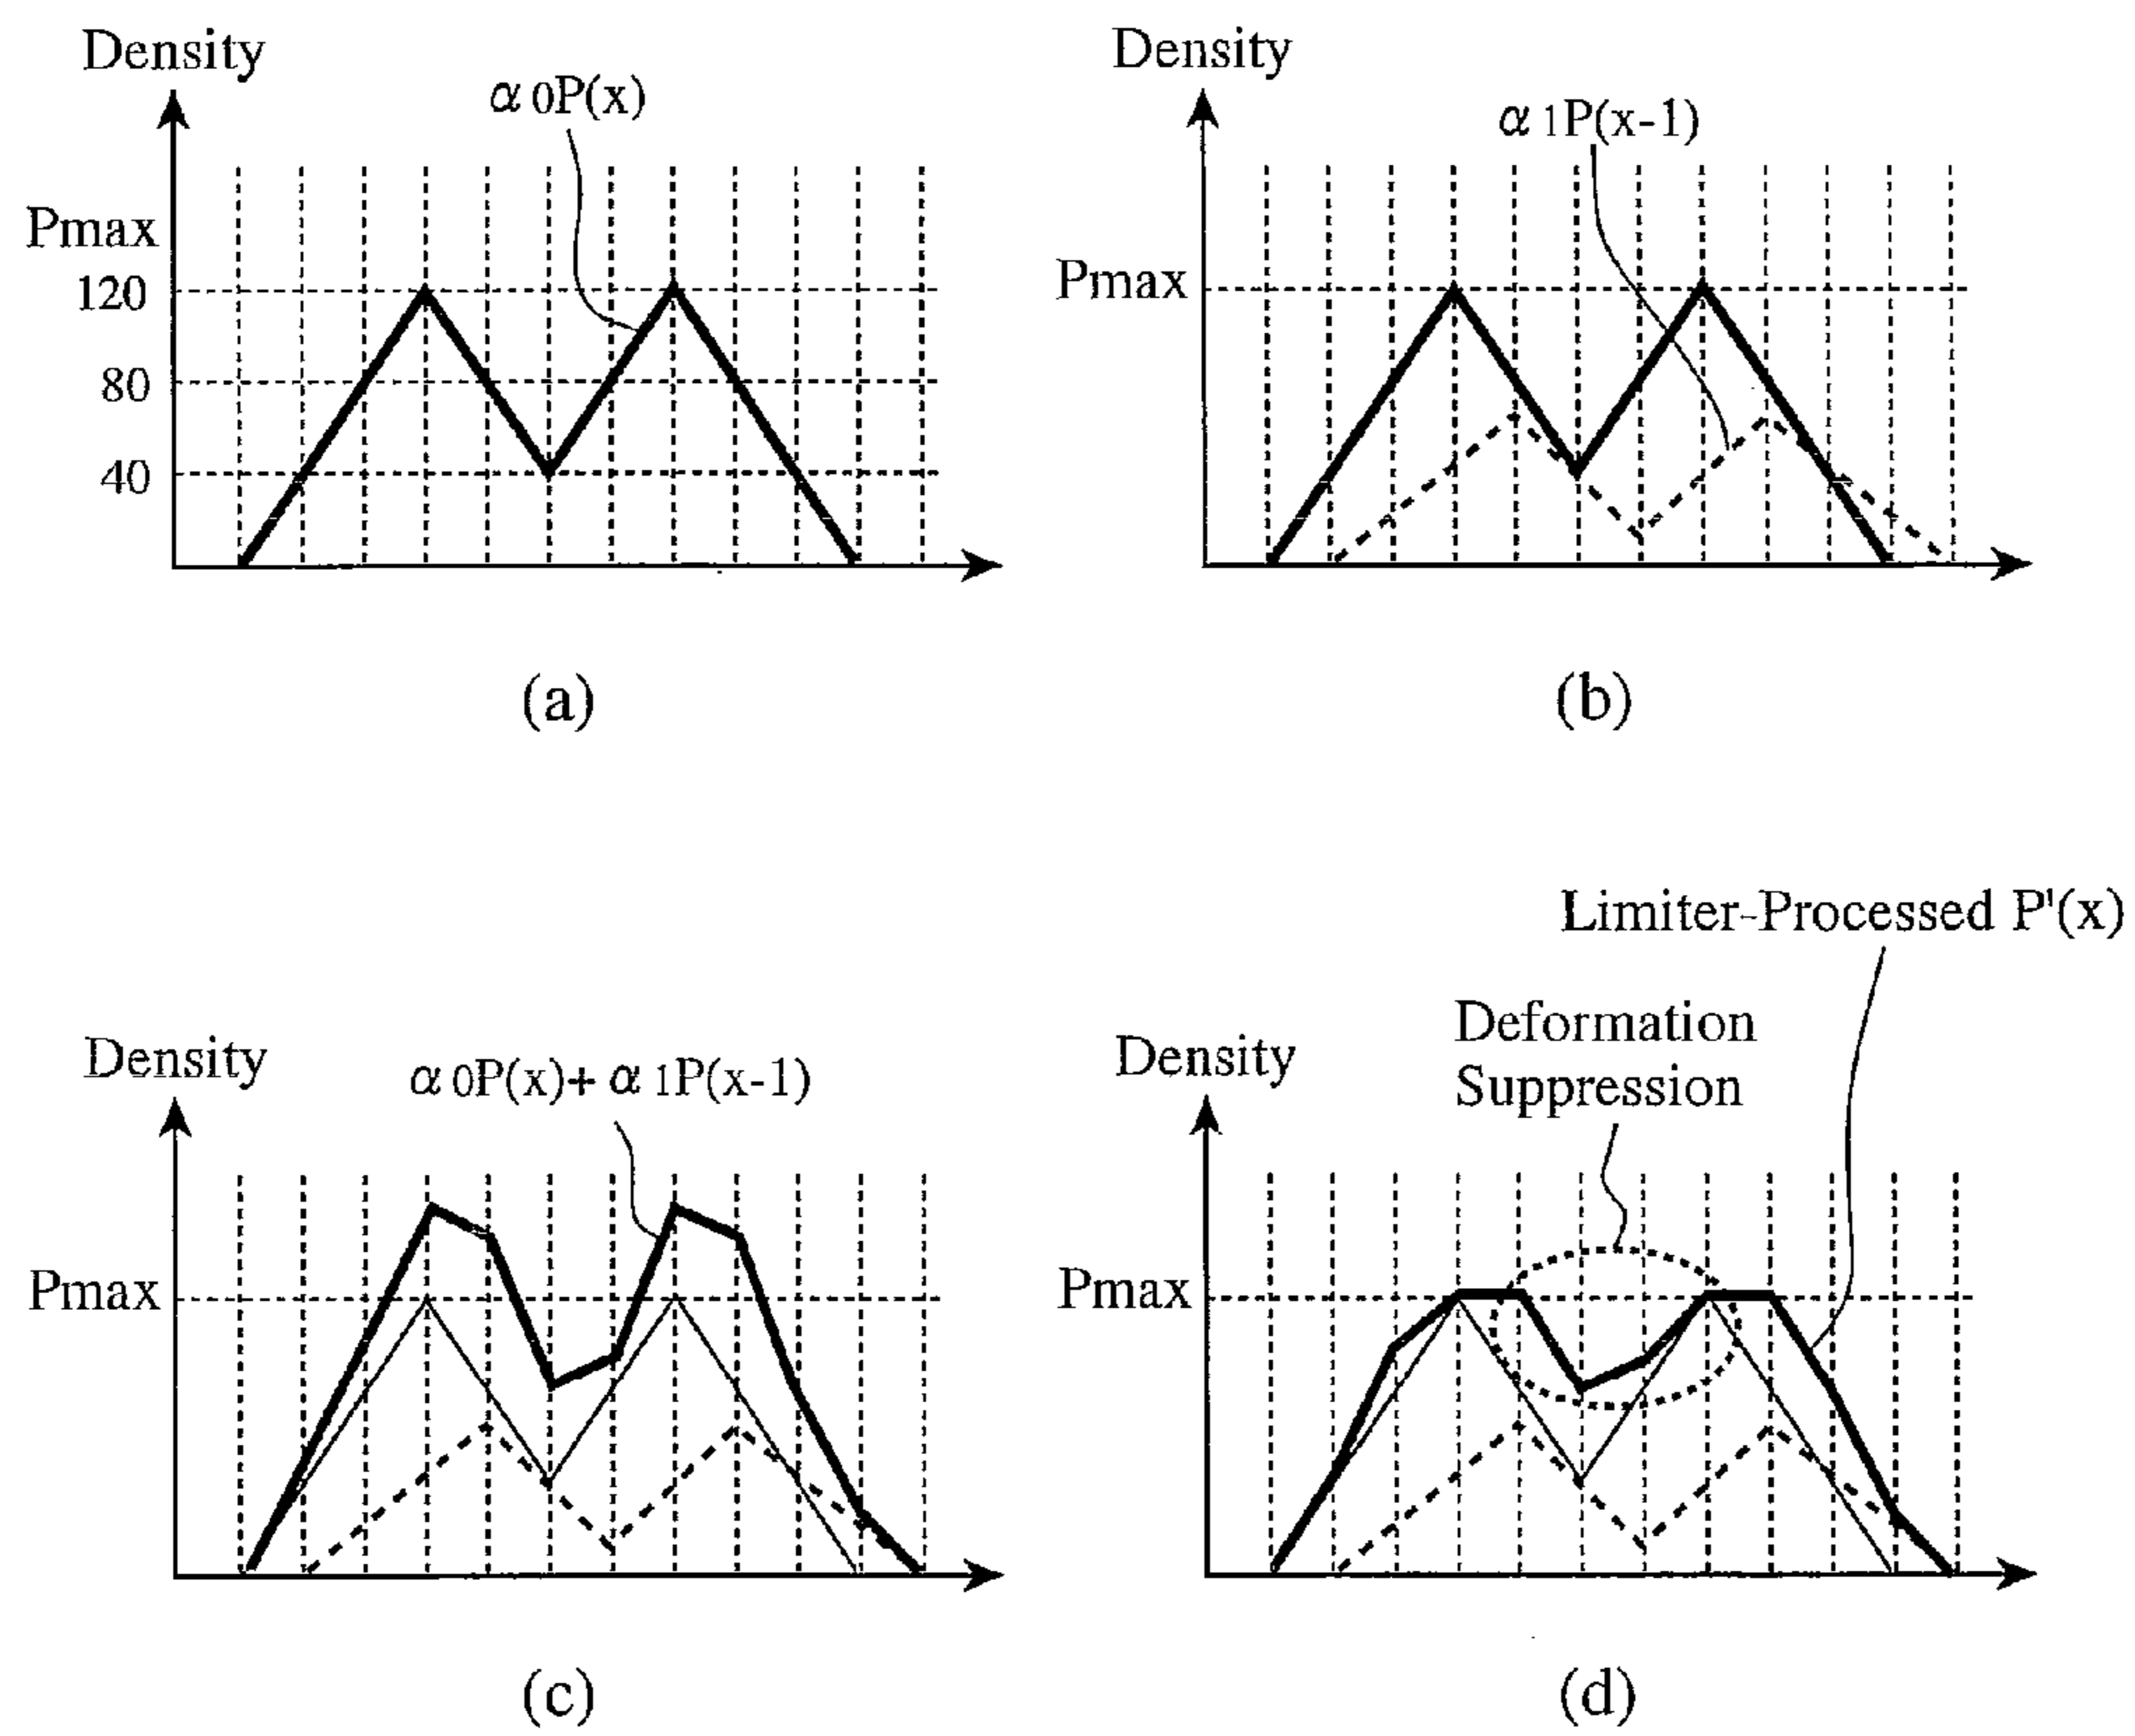 Density
α 0P(x)
Pmax
120
80
40
(a)
Density
α 1P(x-1)
Pmax
(b)
Density
α 0P(x)+ α 1P(x-1)
Pmax
(c)
Limiter-Processed P'(x)
Deformation
Suppression
Density
Pmax
(d)